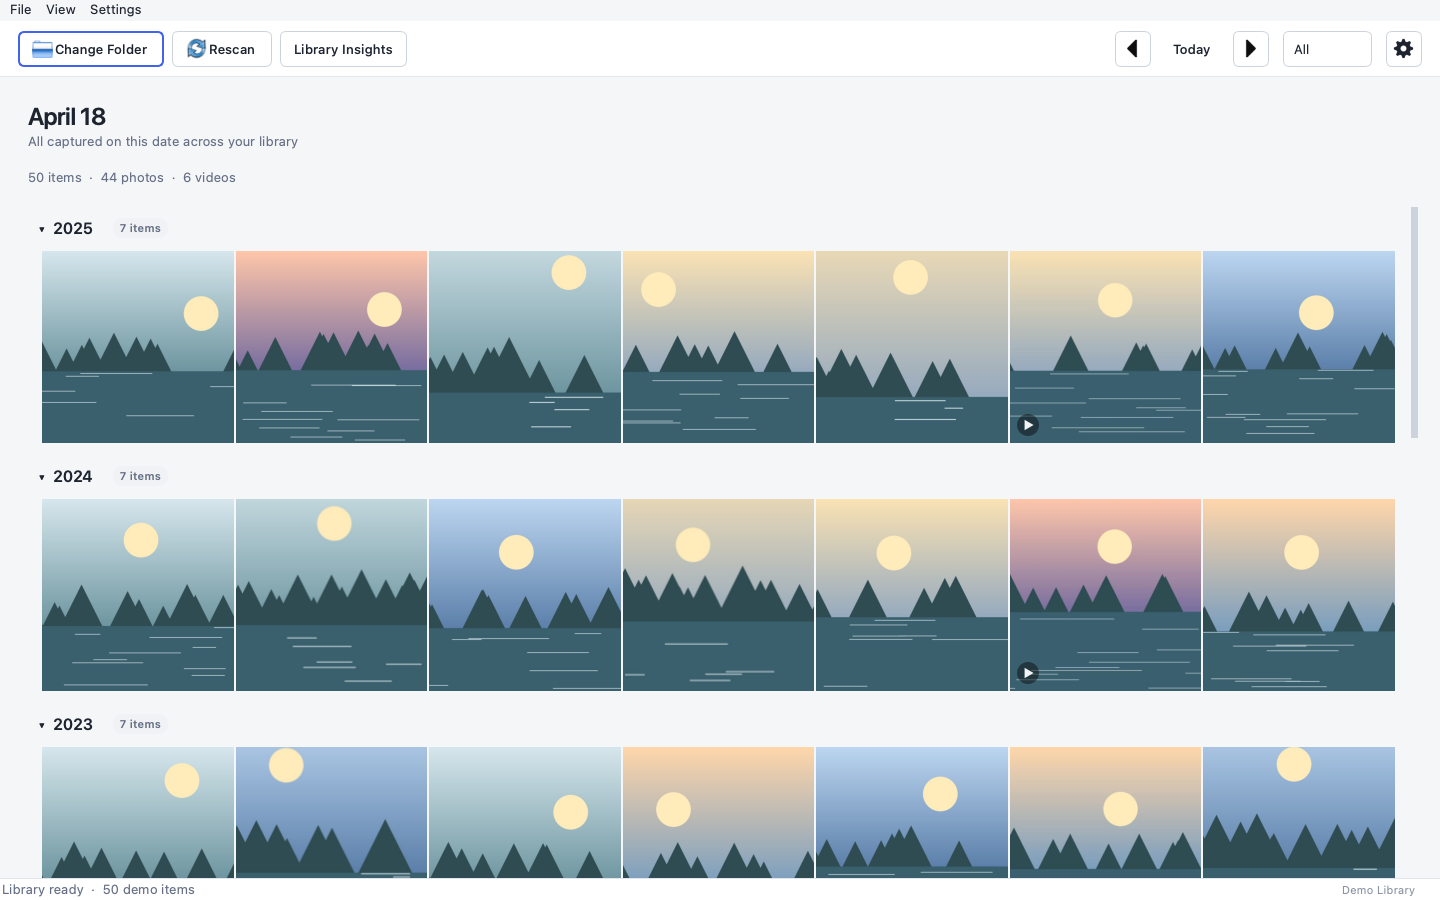 File View Settings
Change Folder Rescan Library Insights Today All
April 18
All captured on this date across your library
50 items · 44 photos · 6 videos
2025 7 items
2024 7 items
2023 7 items
Library ready · 50 demo items Demo Library